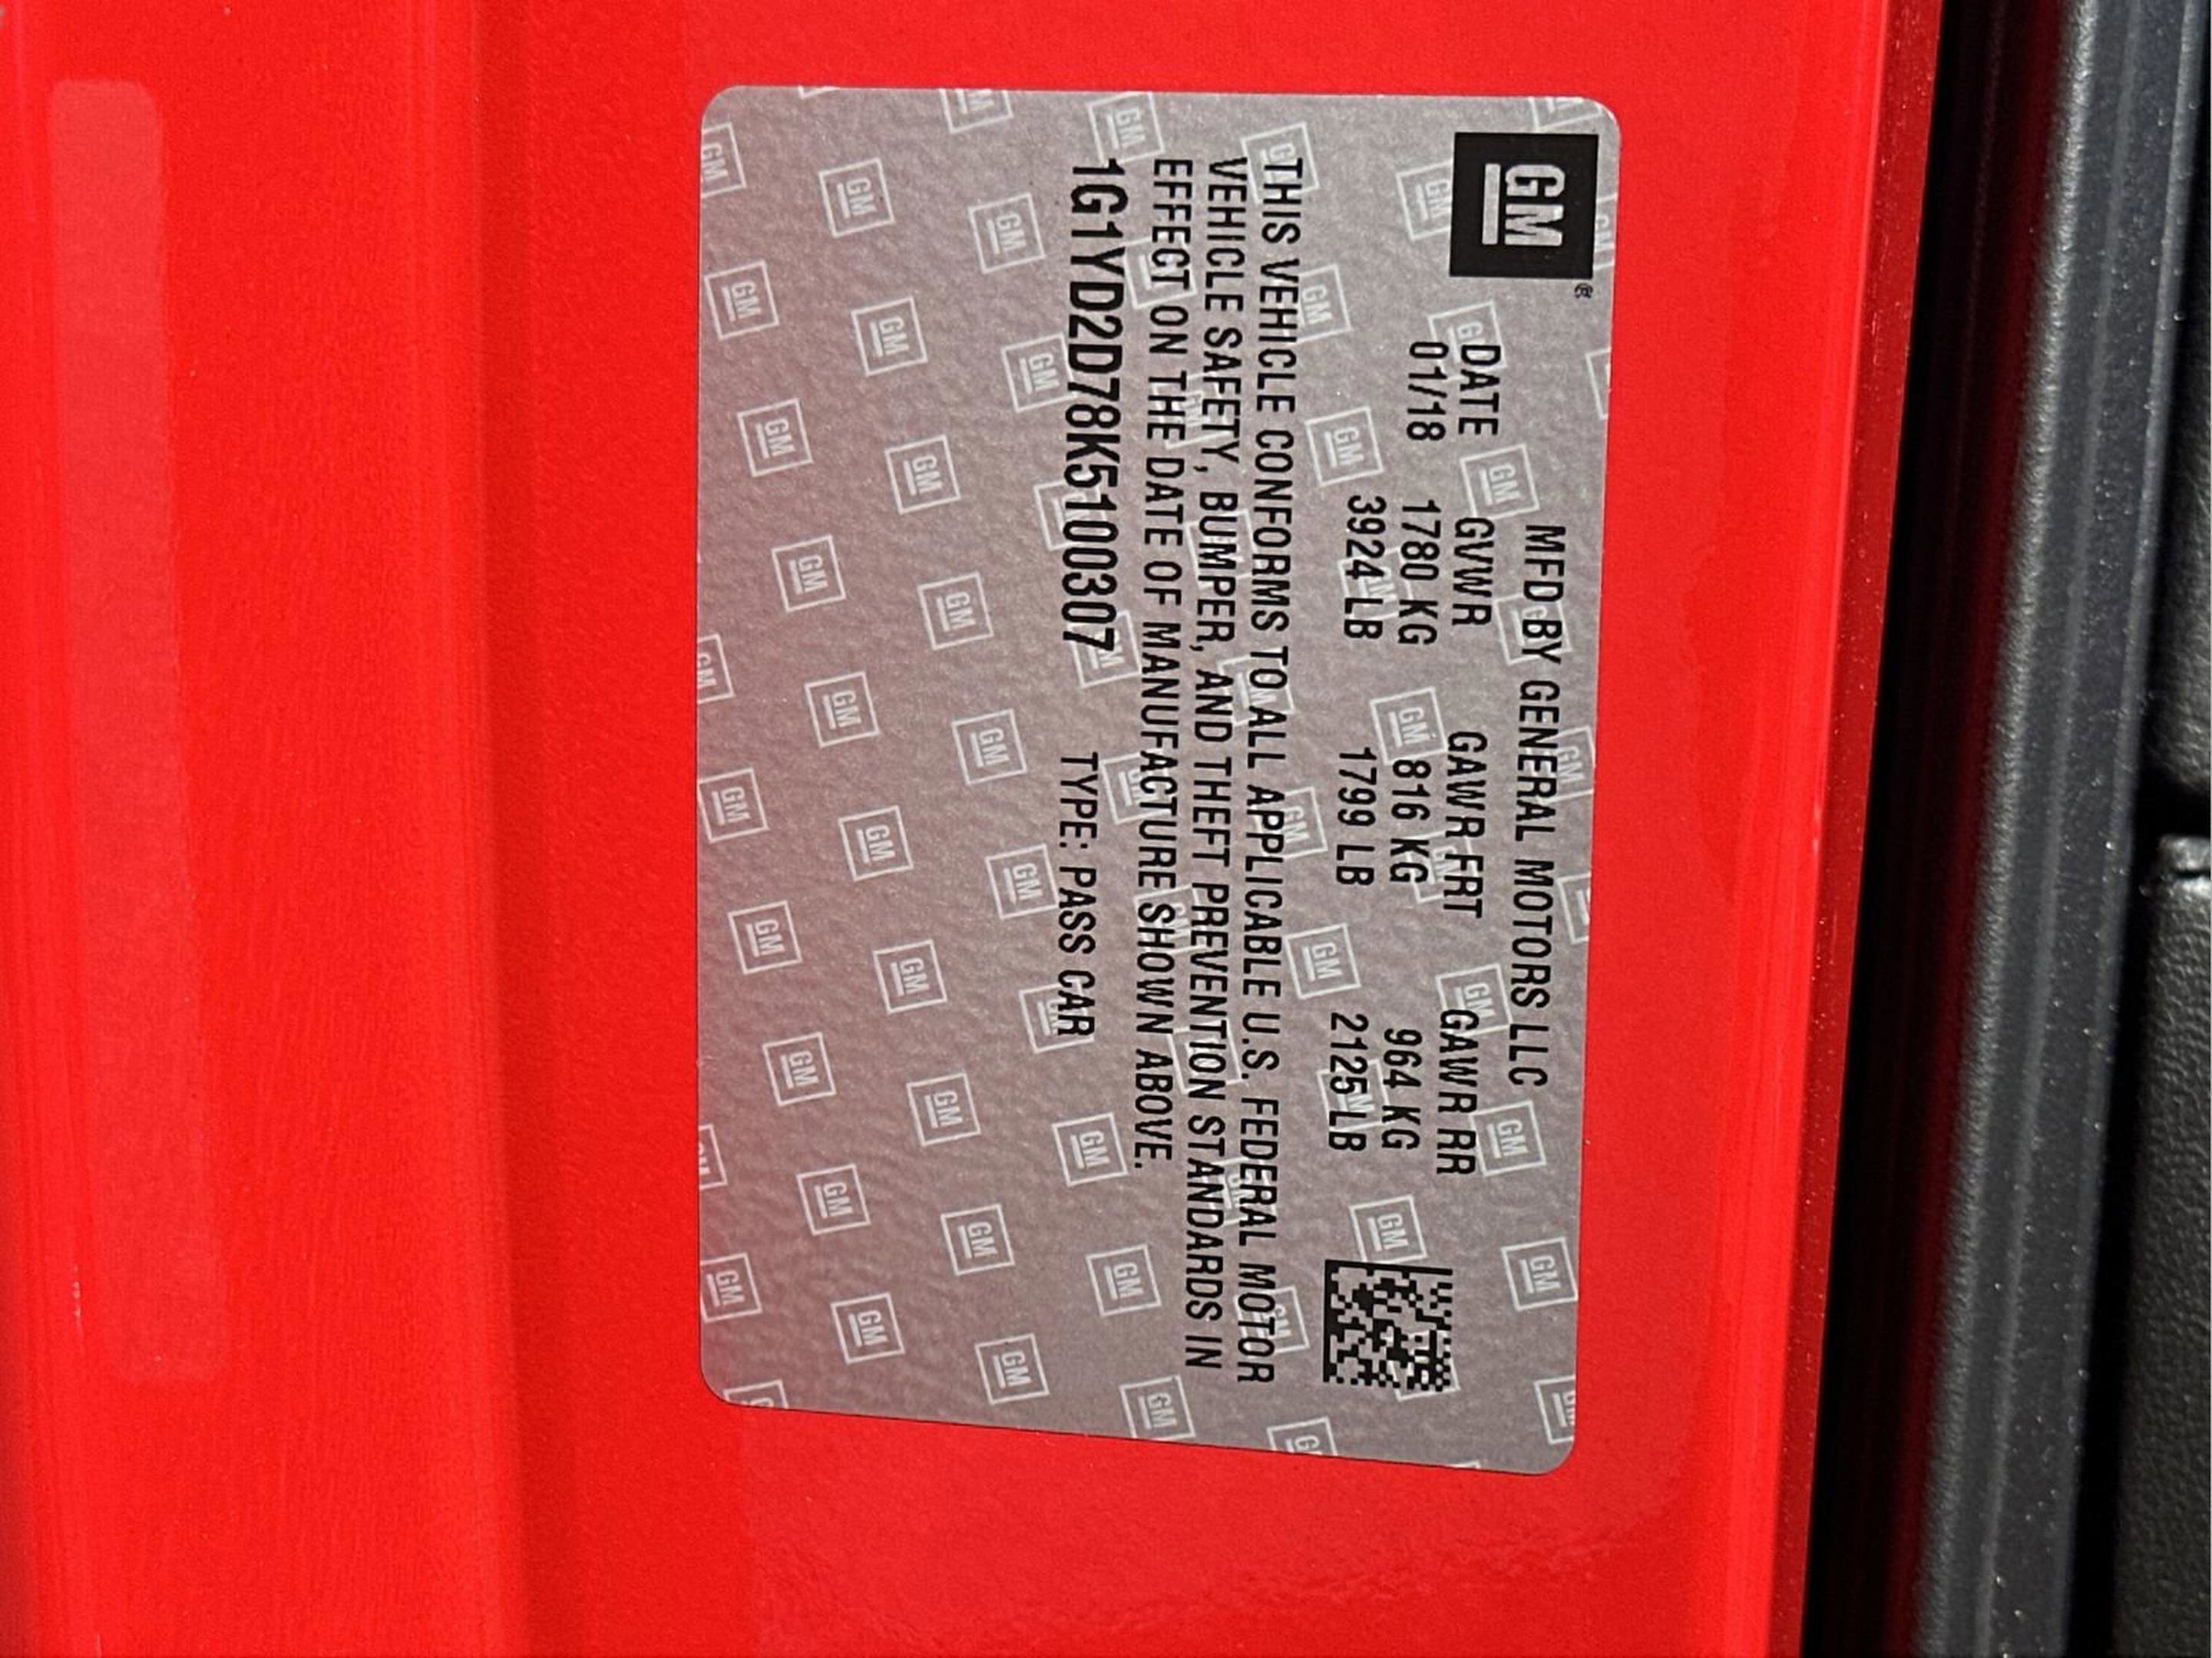 GM
®
MFD BY GENERAL MOTORS LLC
DATE GVWR GAWR FRT GAWR RR
01/18 1780 KG 816 KG 964 KG
3924 LB 1799 LB 2125 LB
THIS VEHICLE CONFORMS TO ALL APPLICABLE U.S. FEDERAL MOTOR
VEHICLE SAFETY, BUMPER, AND THEFT PREVENTION STANDARDS IN
EFFECT ON THE DATE OF MANUFACTURE SHOWN ABOVE.
1G1YD2D78K5100307 TYPE: PASS CAR